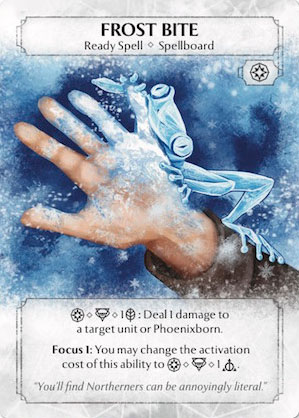 FROST BITE
Ready Spell ⋄ Spellboard
⋄ ⋄ 1 : Deal 1 damage to
a target unit or Phoenixborn.
Focus 1: You may change the activation
cost of this ability to ⋄ ⋄ 1 .
"You'll find Northerners can be annoyingly literal."